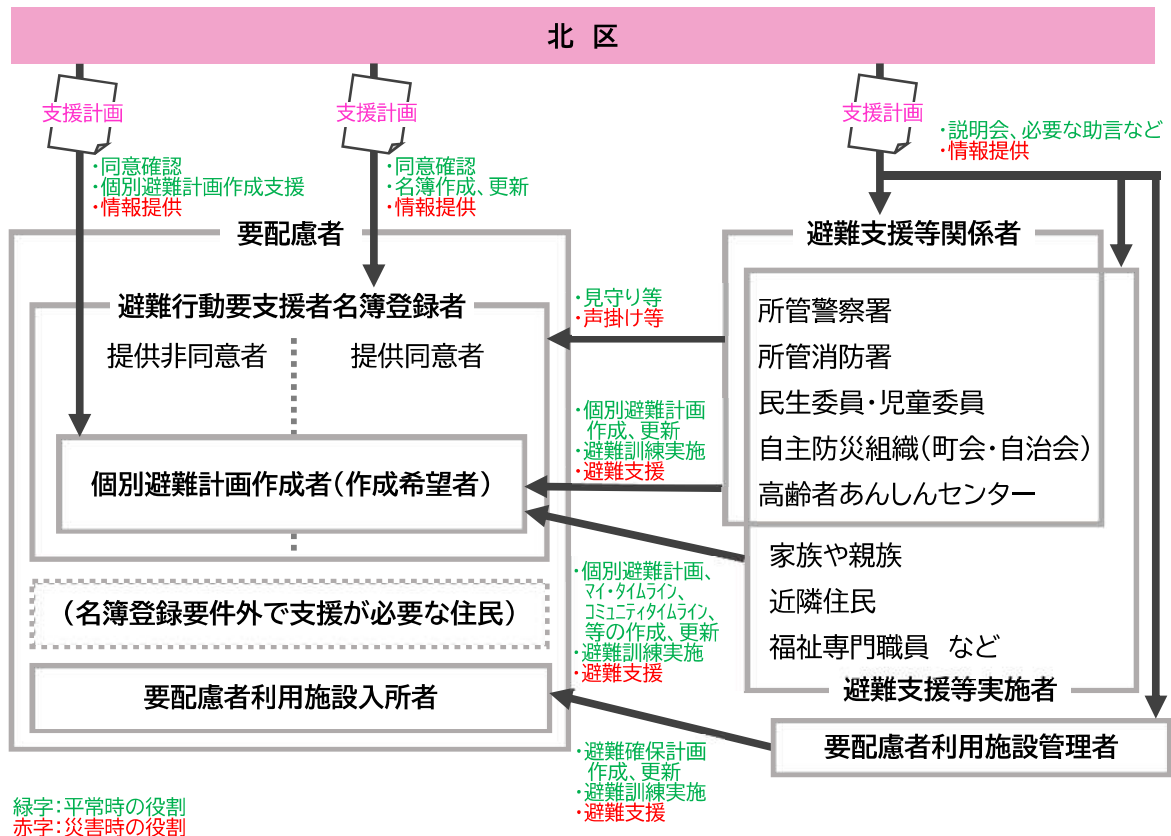 北 区
支援計画
支援計画
支援計画
・同意確認
・個別避難計画作成支援
・情報提供
・同意確認
・名簿作成、更新
・情報提供
・説明会、必要な助言など
・情報提供
要配慮者
避難行動要支援者名簿登録者
提供非同意者
提供同意者
個別避難計画作成者(作成希望者)
(名簿登録要件外で支援が必要な住民)
要配慮者利用施設入所者
・見守り等
・声掛け等
・個別避難計画
作成、更新
・避難訓練実施
・避難支援
・個別避難計画、
マイ・タイムライン、
コミュニティタイムライン、
等の作成、更新
・避難訓練実施
・避難支援
・避難確保計画
作成、更新
・避難訓練実施
・避難支援
避難支援等関係者
所管警察署
所管消防署
民生委員・児童委員
自主防災組織(町会・自治会)
高齢者あんしんセンター
家族や親族
近隣住民
福祉専門職員 など
避難支援等実施者
要配慮者利用施設管理者
緑字:平常時の役割
赤字:災害時の役割